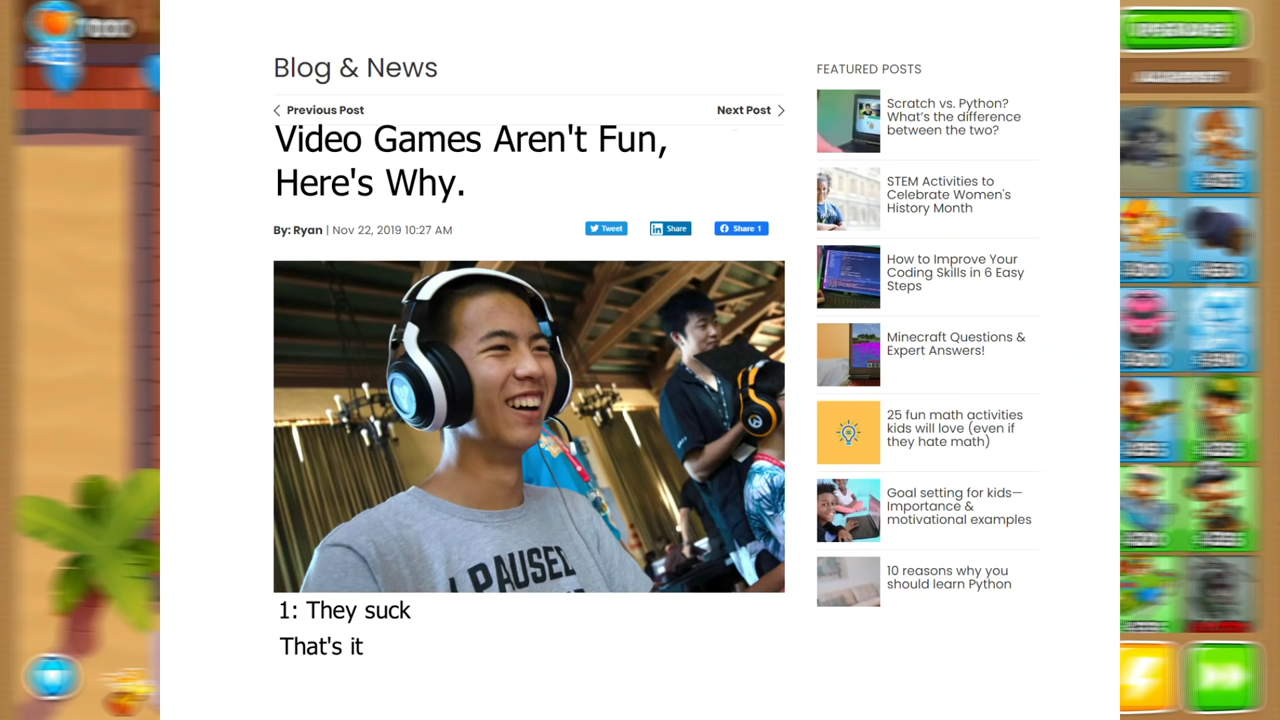 Blog & News
Previous Post
Next Post
Video Games Aren't Fun,
Here's Why.
By: Ryan | Nov 22, 2019 10:27 AM
Tweet
Share
Share 1
I PAUSED
1: They suck
That's it
FEATURED POSTS
Scratch vs. Python?
What's the difference
between the two?
STEM Activities to
Celebrate Women's
History Month
How to Improve Your
Coding Skills in 6 Easy
Steps
Minecraft Questions &
Expert Answers!
25 fun math activities
kids will love (even if
they hate math)
Goal setting for kids—
Importance &
motivational examples
10 reasons why you
should learn Python